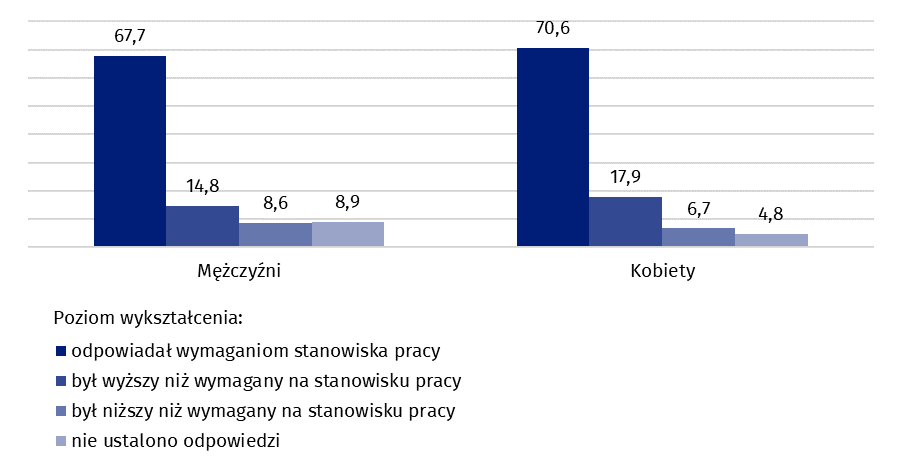 67,7
14,8
8,6
8,9
70,6
17,9
6,7
4,8
Mężczyźni
Kobiety
Poziom wykształcenia:
odpowiadał wymaganiom stanowiska pracy
był wyższy niż wymagany na stanowisku pracy
był niższy niż wymagany na stanowisku pracy
nie ustalono odpowiedzi